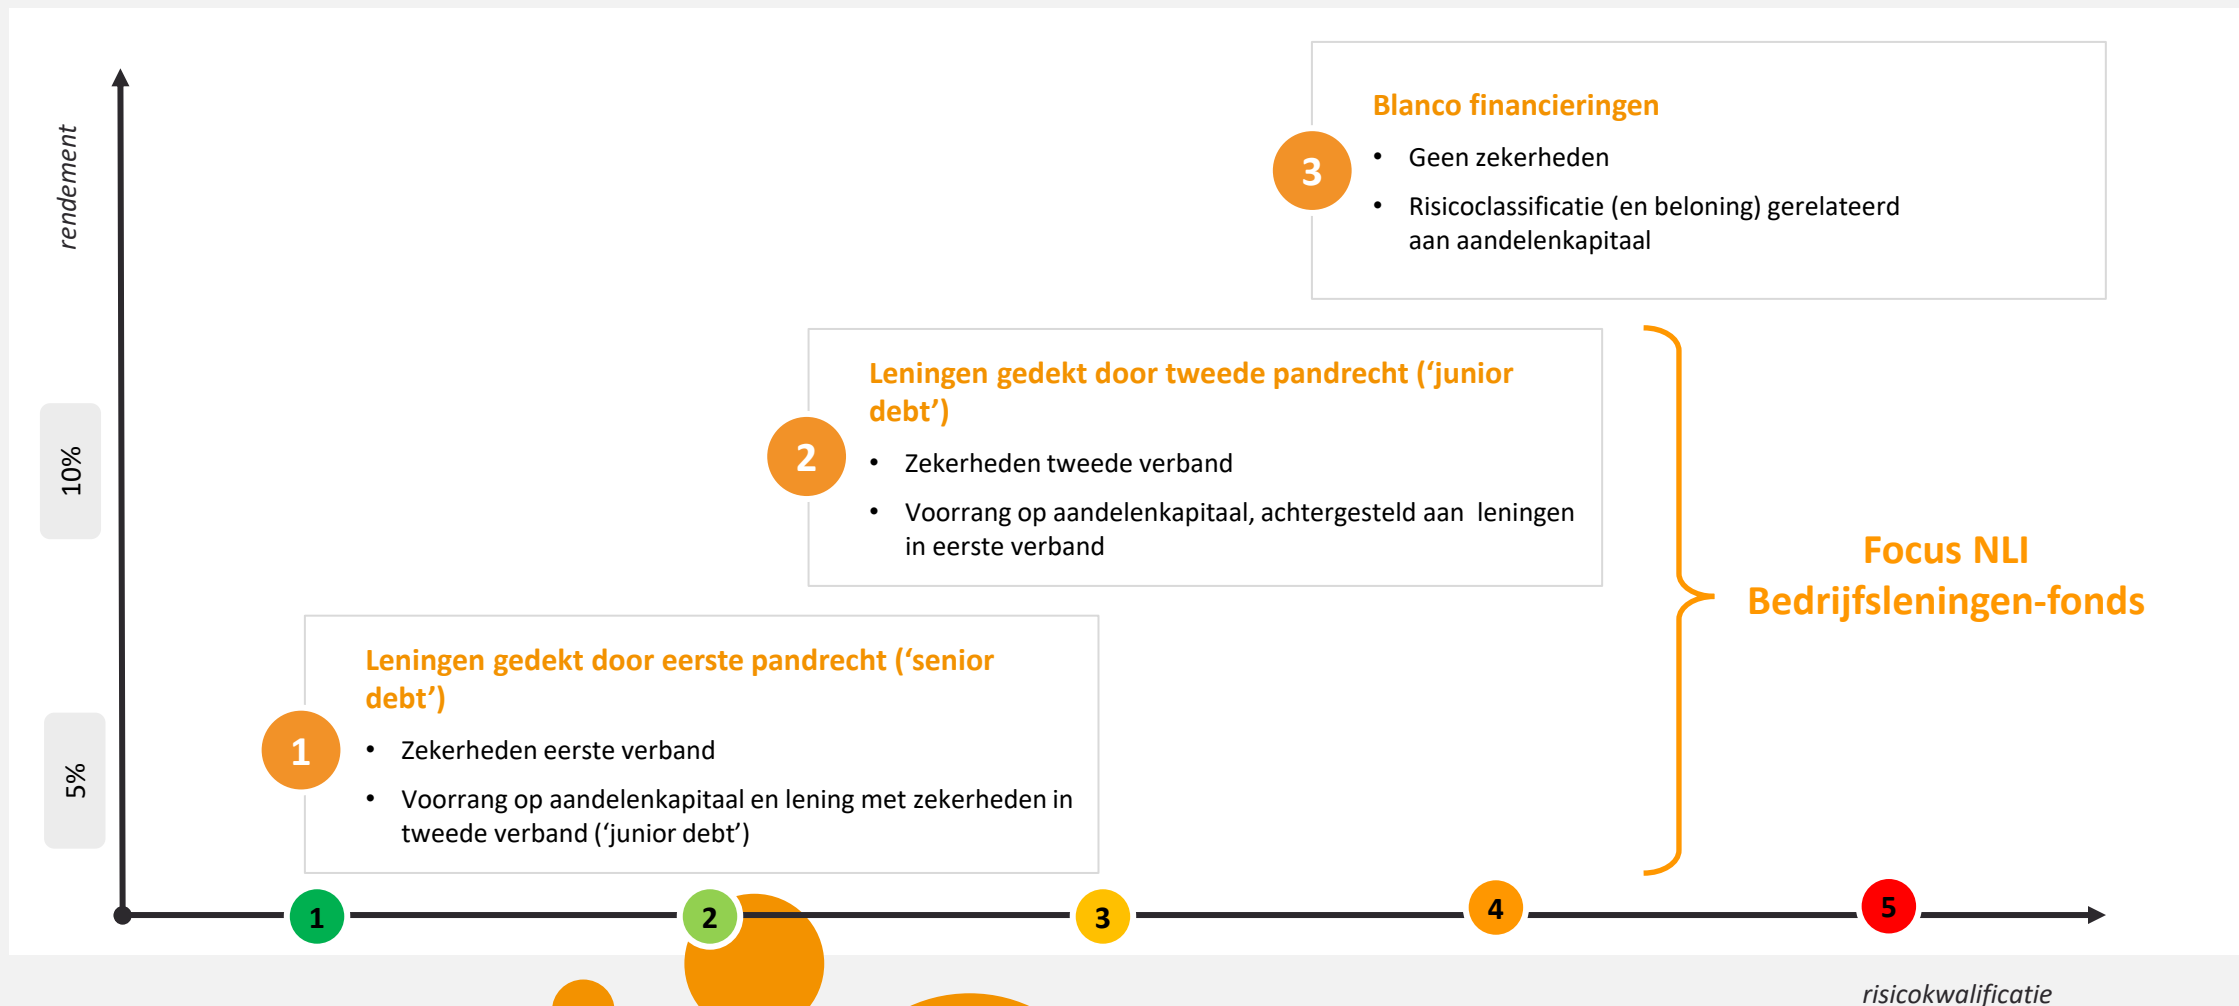 rendement
10%
5%
3
Blanco financieringen
• Geen zekerheden
• Risicoclassificatie (en beloning) gerelateerd
aan aandelenkapitaal
2
Leningen gedekt door tweede pandrecht (‘junior
debt’)
• Zekerheden tweede verband
• Voorrang op aandelenkapitaal, achtergesteld aan leningen
in eerste verband
Focus NLI
Bedrijfsleningen-fonds
1
Leningen gedekt door eerste pandrecht (‘senior
debt’)
• Zekerheden eerste verband
• Voorrang op aandelenkapitaal en lening met zekerheden in
tweede verband (‘junior debt’)
1 2 3 4 5
risicokwalificatie